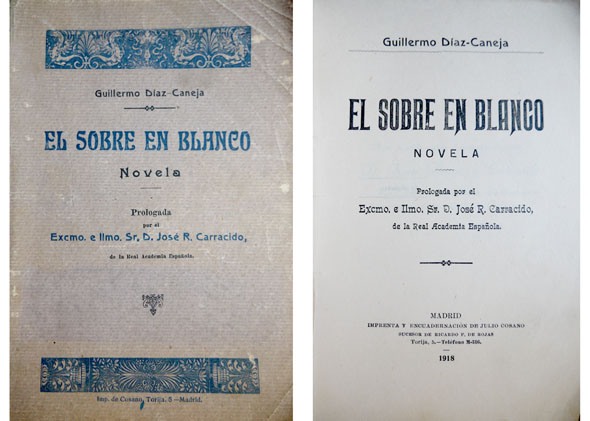 Guillermo Díaz-Caneja
EL SOBRE EN BLANCO
Novela
Prologada
por el
Excmo. e Ilmo. Sr. D. José R. Carracido,
de la Real Academia Española.
Imp. de Cosano, Torija, 5.—Madrid.
Guillermo Díaz-Caneja
EL SOBRE EN BLANCO
NOVELA
Prologada por el
Excmo. e Ilmo. Sr. D. José R. Carracido,
de la Real Academia Española.
MADRID
IMPRENTA Y ENCUADERNACIÓN DE JULIO COSANO
SUCESOR DE RICARDO F. DE ROJAS
Torija, 5.—Teléfono M-316.
1918